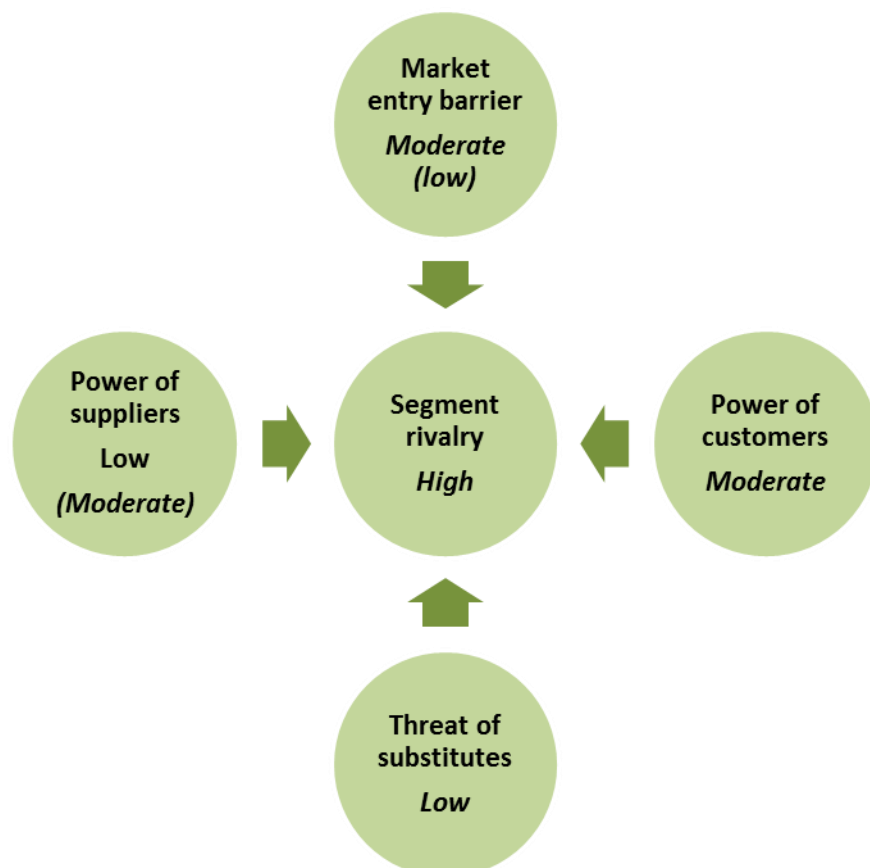 Market
entry barrier
Moderate
(low)
Power of
suppliers
Low
(Moderate)
Segment
rivalry
High
Power of
customers
Moderate
Threat of
substitutes
Low